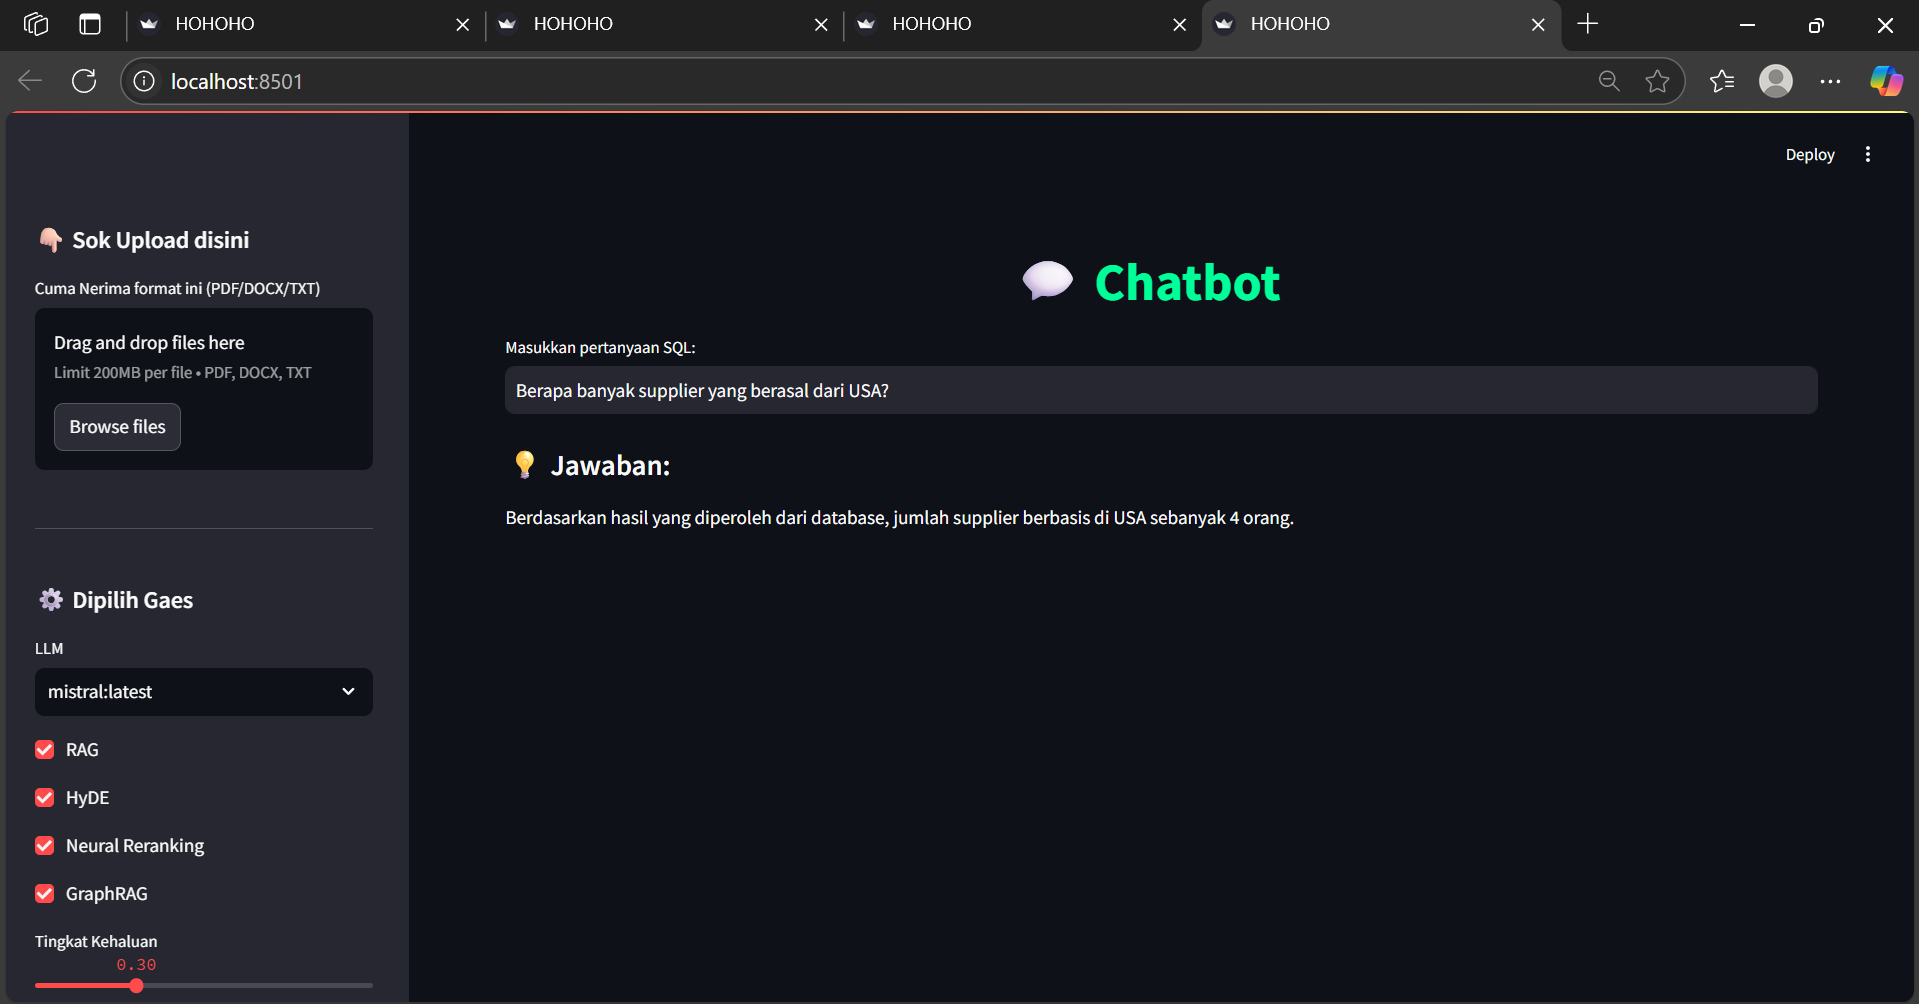 HOHOHO
HOHOHO
HOHOHO
HOHOHO
localhost:8501
Deploy
Sok Upload disini
Cuma Nerima format ini (PDF/DOCX/TXT)
Drag and drop files here
Limit 200MB per file • PDF, DOCX, TXT
Browse files
Dipilih Gaes
LLM
mistral:latest
RAG
HyDE
Neural Reranking
GraphRAG
Tingkat Kehaluan
0.30
Chatbot
Masukkan pertanyaan SQL:
Berapa banyak supplier yang berasal dari USA?
Jawaban:
Berdasarkan hasil yang diperoleh dari database, jumlah supplier berbasis di USA sebanyak 4 orang.